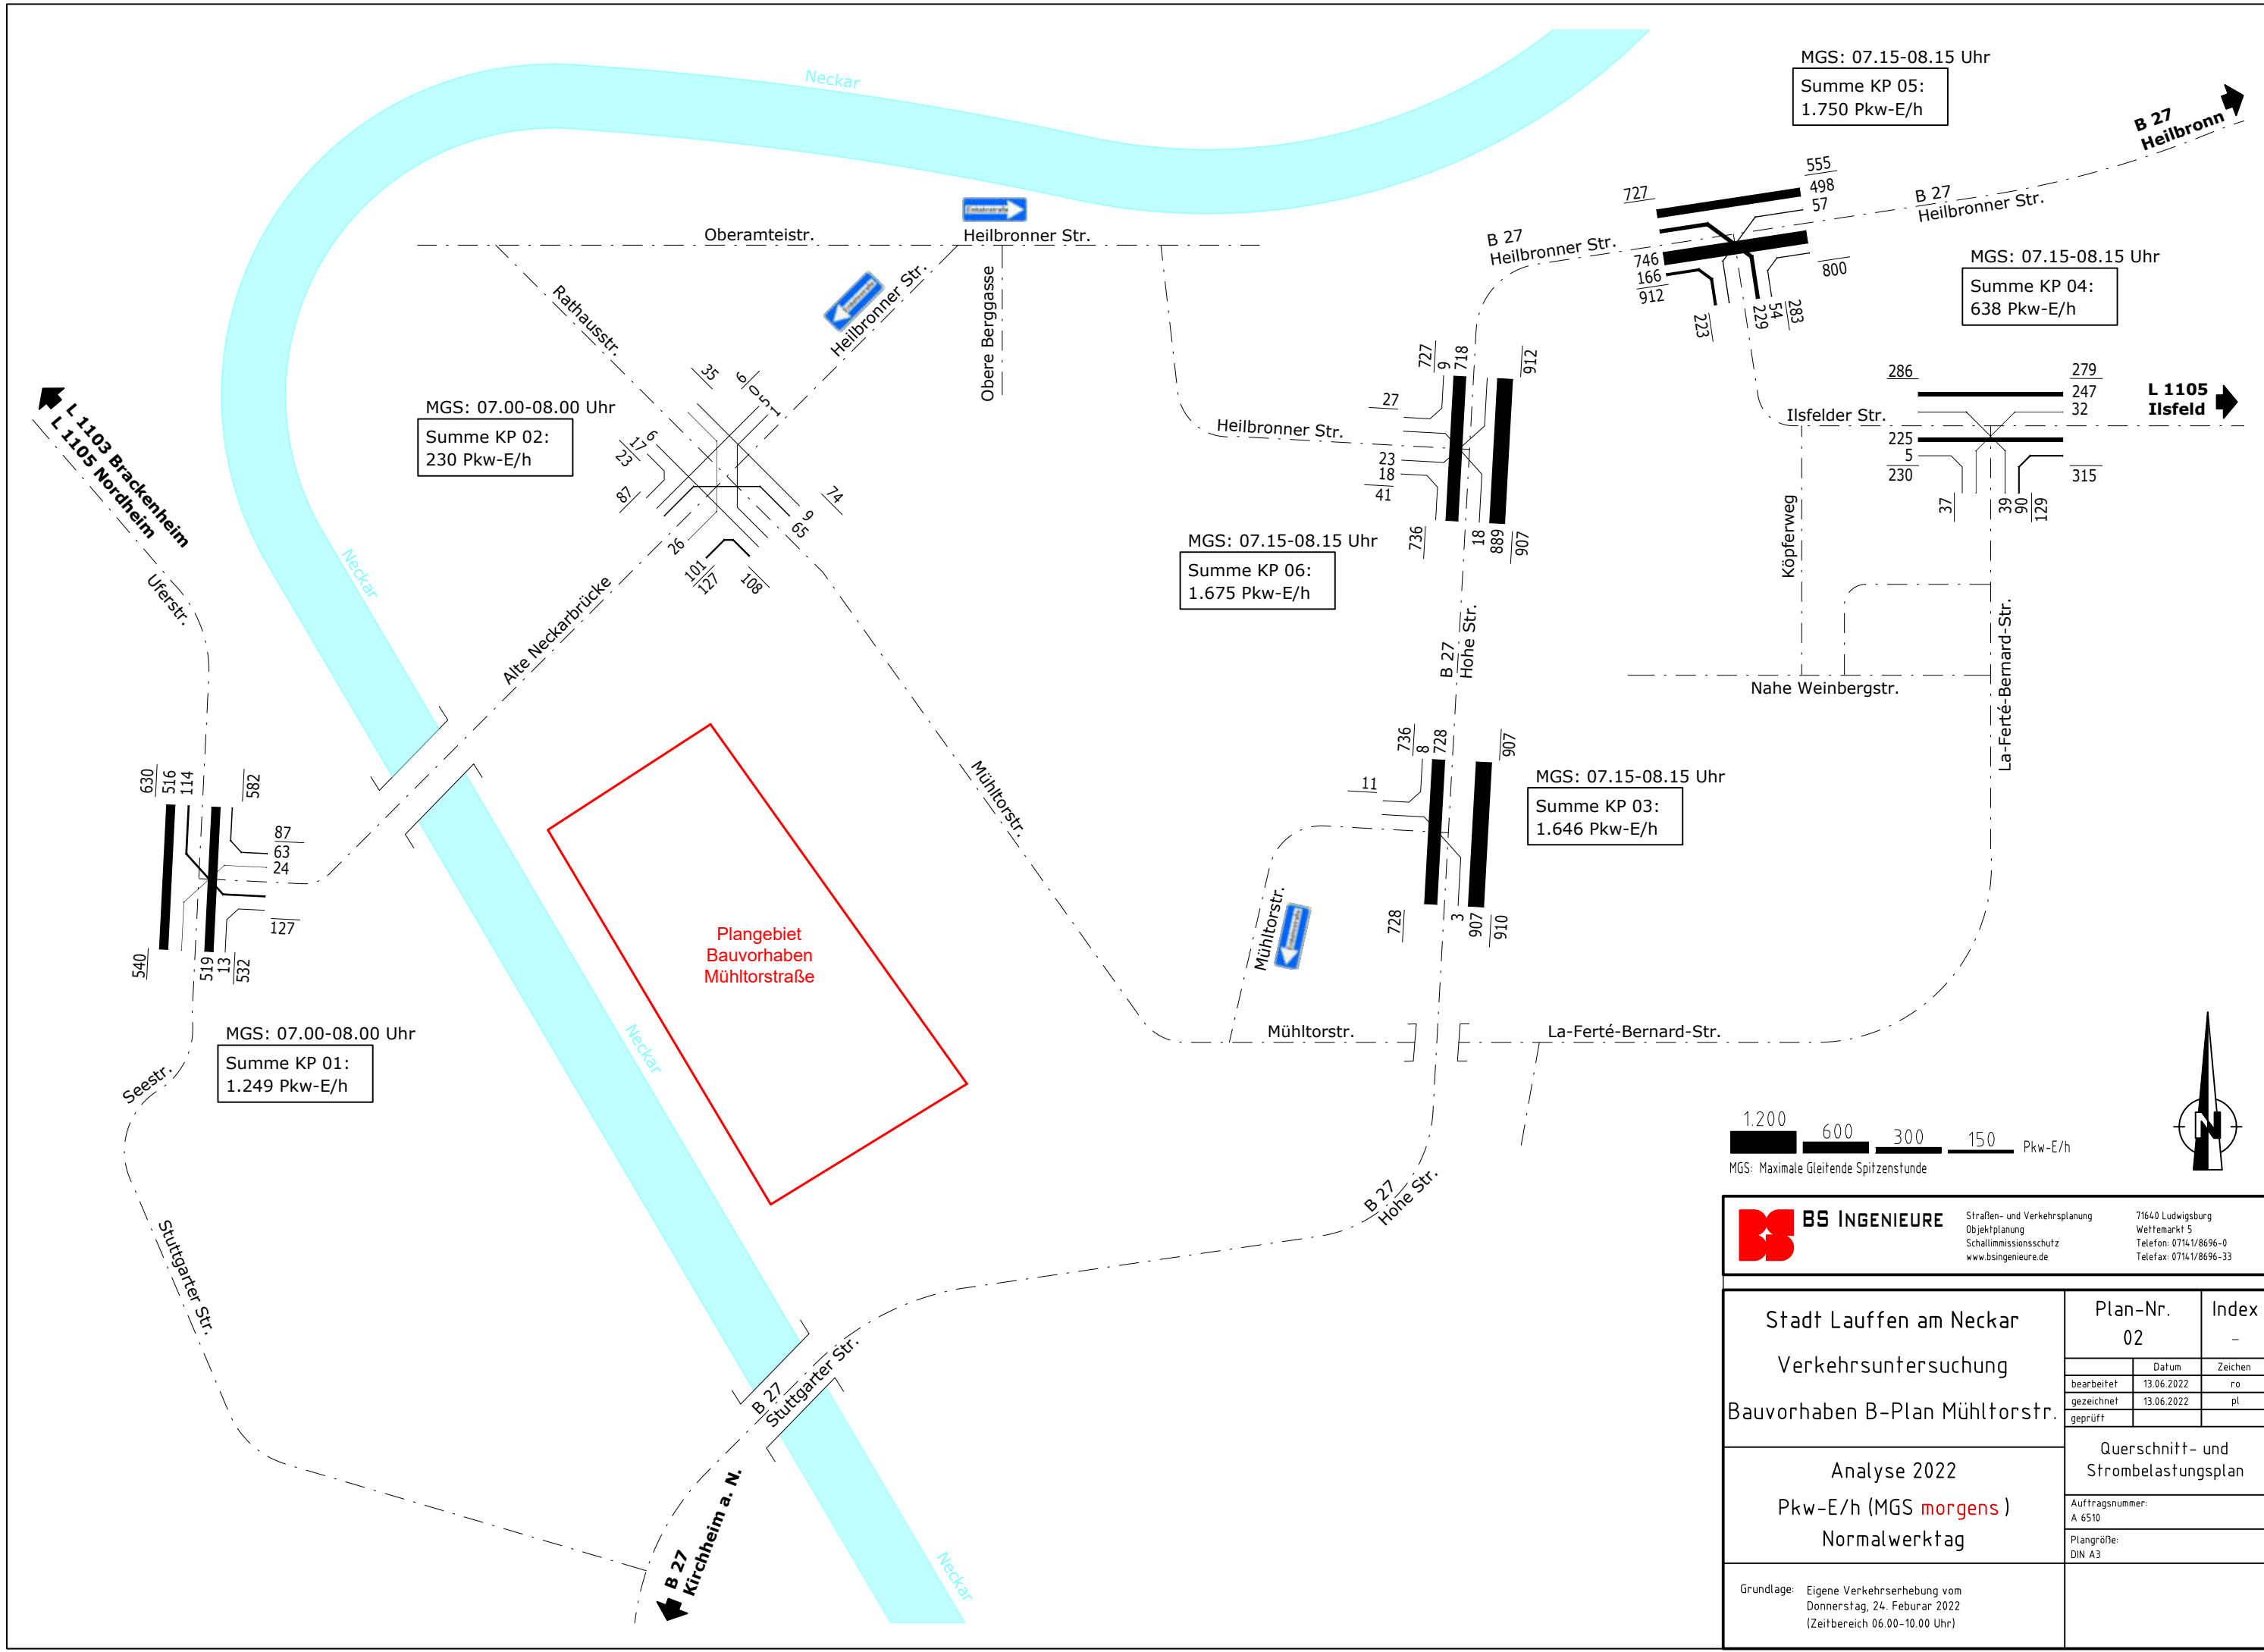 Neckar
MGS: 07.15-08.15 Uhr
Summe KP 05:
1.750 Pkw-E/h
B 27
Heilbronn
555
498
57
727
B 27
Heilbronner Str.
B 27
Heilbronner Str.
746
166
912
800
223
229
54
283
MGS: 07.15-08.15 Uhr
Summe KP 04:
638 Pkw-E/h
Oberamteistr.
Heilbronner Str.
Rathausstr.
Heilbronner Str.
Obere Berggasse
L 1103 Brackenheim
L 1105 Nordheim
MGS: 07.00-08.00 Uhr
Summe KP 02:
230 Pkw-E/h
35
6
17
23
87
74
9
65
26
101
127
108
Heilbronner Str.
727
9
718
912
27
23
18
41
736
18
889
907
MGS: 07.15-08.15 Uhr
Summe KP 06:
1.675 Pkw-E/h
Ilsfelder Str.
286
279
247
32
225
5
230
315
37
39
90
129
L 1105
Ilsfeld
Köpferweg
Nahe Weinbergstr.
La-Ferté-Bernard-Str.
Uferstr.
Neckar
Alte Neckarbrücke
B 27
Hohe Str.
630
516
114
582
87
63
24
127
540
519
13
532
MGS: 07.00-08.00 Uhr
Summe KP 01:
1.249 Pkw-E/h
Plangebiet
Bauvorhaben
Mühltorstraße
Mühltorstr.
736
8
728
907
11
728
3
907
910
MGS: 07.15-08.15 Uhr
Summe KP 03:
1.646 Pkw-E/h
Mühltorstr.
Mühltorstr.
La-Ferté-Bernard-Str.
Neckar
Seestr.
Stuttgarter Str.
B 27
Hohe Str.
B 27
Stuttgarter Str.
B 27
Kirchheim a. N.
Neckar
1.200 600 300 150 Pkw-E/h
MGS: Maximale Gleitende Spitzenstunde
N
BS INGENIEURE
Straßen- und Verkehrsplanung
Objektplanung
Schallimmissionsschutz
www.bsingenieure.de
71640 Ludwigsburg
Wettemarkt 5
Telefon: 07141/8696-0
Telefax: 07141/8696-33
Stadt Lauffen am Neckar
Verkehrsuntersuchung
Bauvorhaben B-Plan Mühltorstr.
Plan-Nr. Index
02 -
Datum Zeichen
bearbeitet 13.06.2022 ro
gezeichnet 13.06.2022 pl
geprüft
Analyse 2022
Pkw-E/h (MGS morgens )
Normalwerktag
Querschnitt- und
Strombelastungsplan
Auftragsnummer:
A 6510
Plangröße:
DIN A3
Grundlage: Eigene Verkehrserhebung vom
Donnerstag, 24. Feburar 2022
(Zeitbereich 06.00-10.00 Uhr)